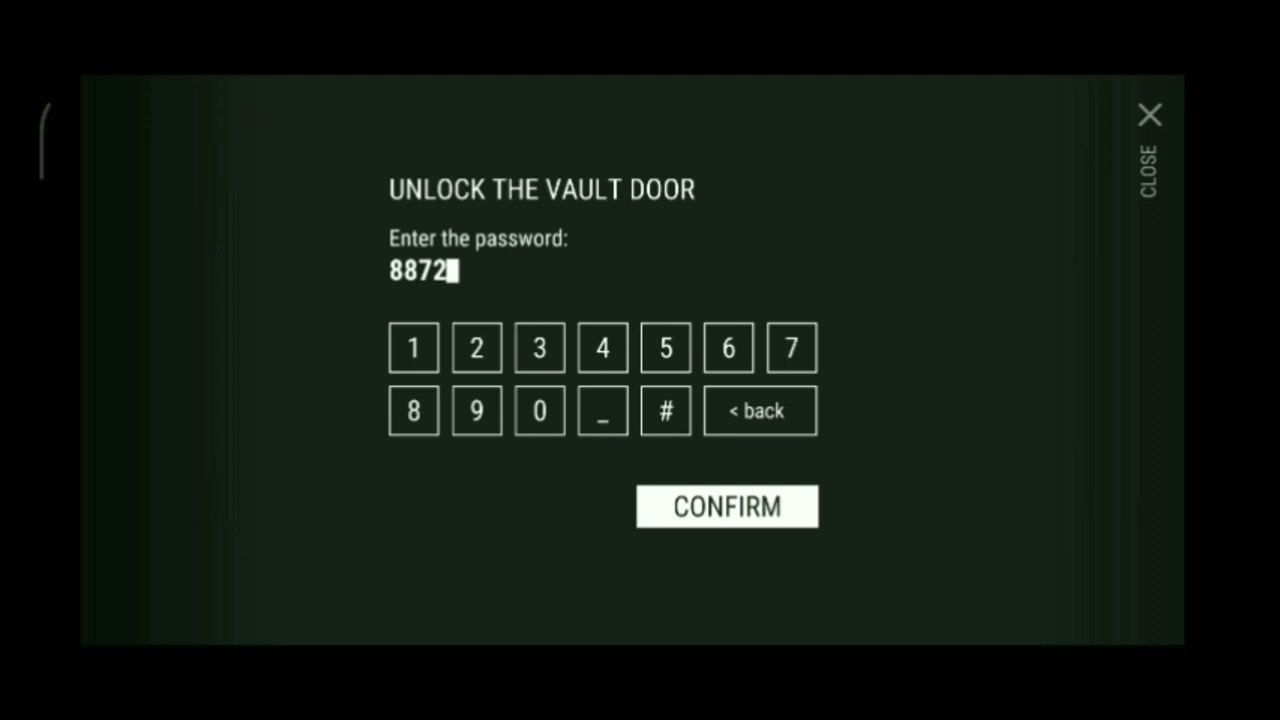 UNLOCK THE VAULT DOOR
Enter the password:
8872
1 2 3 4 5 6 7
8 9 0 _ # < back
CONFIRM
CLOSE